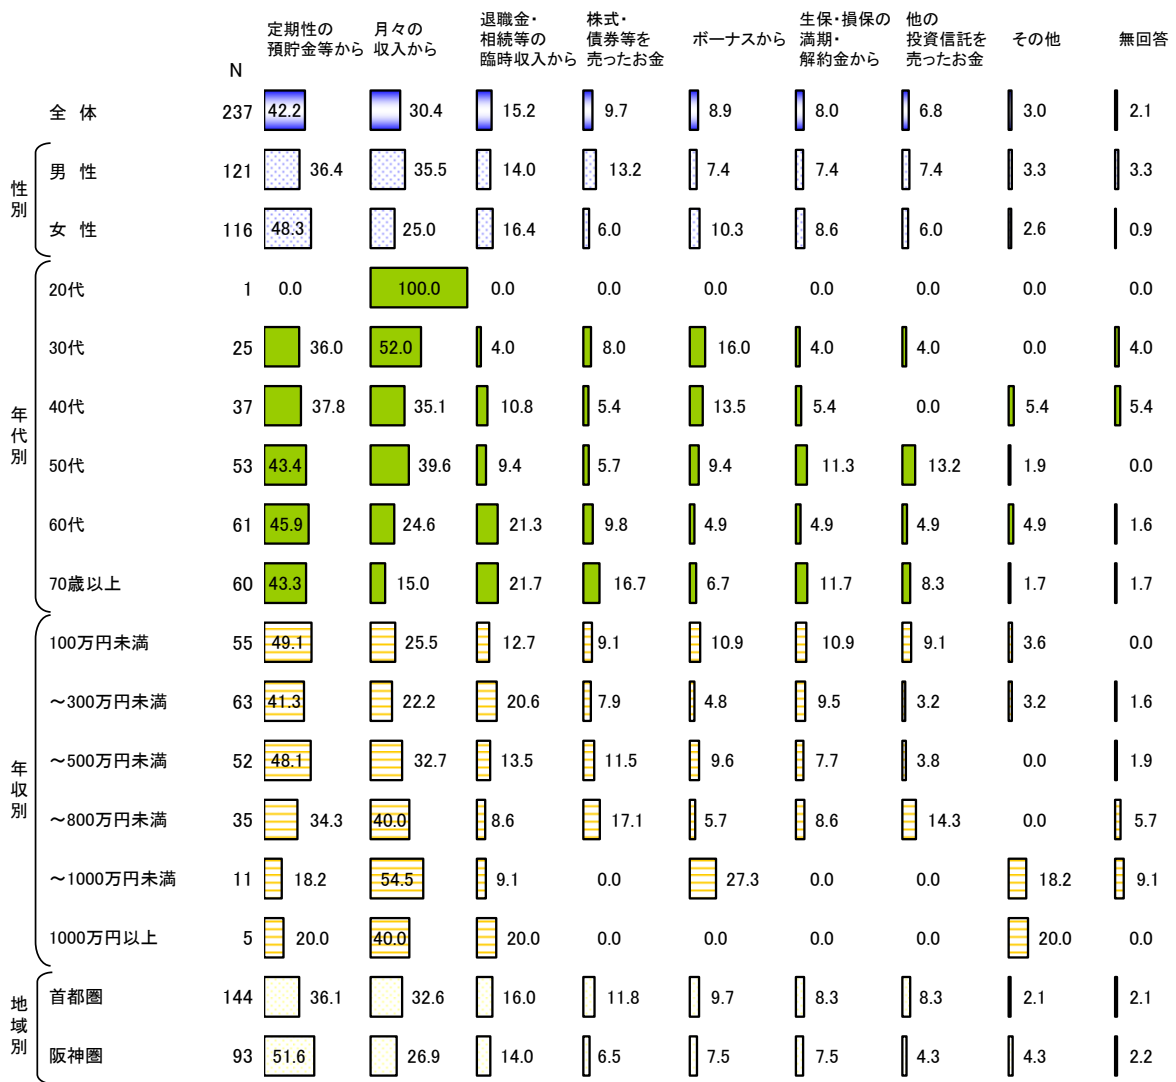 定期性の
預貯金等から
月々の
収入から
退職金・
相続等の
臨時収入から
株式・
債券等を
売ったお金
ボーナスから
生保・損保の
満期・
解約金から
他の
投資信託を
売ったお金
その他
無回答
N
全 体 237 42.2 30.4 15.2 9.7 8.9 8.0 6.8 3.0 2.1
性別
男 性 121 36.4 35.5 14.0 13.2 7.4 7.4 7.4 3.3 3.3
女 性 116 48.3 25.0 16.4 6.0 10.3 8.6 6.0 2.6 0.9
年代別
20代 1 0.0 100.0 0.0 0.0 0.0 0.0 0.0 0.0 0.0
30代 25 36.0 52.0 4.0 8.0 16.0 4.0 4.0 0.0 4.0
40代 37 37.8 35.1 10.8 5.4 13.5 5.4 0.0 5.4 5.4
50代 53 43.4 39.6 9.4 5.7 9.4 11.3 13.2 1.9 0.0
60代 61 45.9 24.6 21.3 9.8 4.9 4.9 4.9 4.9 1.6
70歳以上 60 43.3 15.0 21.7 16.7 6.7 11.7 8.3 1.7 1.7
年収別
100万円未満 55 49.1 25.5 12.7 9.1 10.9 10.9 9.1 3.6 0.0
～300万円未満 63 41.3 22.2 20.6 7.9 4.8 9.5 3.2 3.2 1.6
～500万円未満 52 48.1 32.7 13.5 11.5 9.6 7.7 3.8 0.0 1.9
～800万円未満 35 34.3 40.0 8.6 17.1 5.7 8.6 14.3 0.0 5.7
～1000万円未満 11 18.2 54.5 9.1 0.0 27.3 0.0 0.0 18.2 9.1
1000万円以上 5 20.0 40.0 20.0 0.0 0.0 0.0 0.0 20.0 0.0
地域別
首都圏 144 36.1 32.6 16.0 11.8 9.7 8.3 8.3 2.1 2.1
阪神圏 93 51.6 26.9 14.0 6.5 7.5 7.5 4.3 4.3 2.2